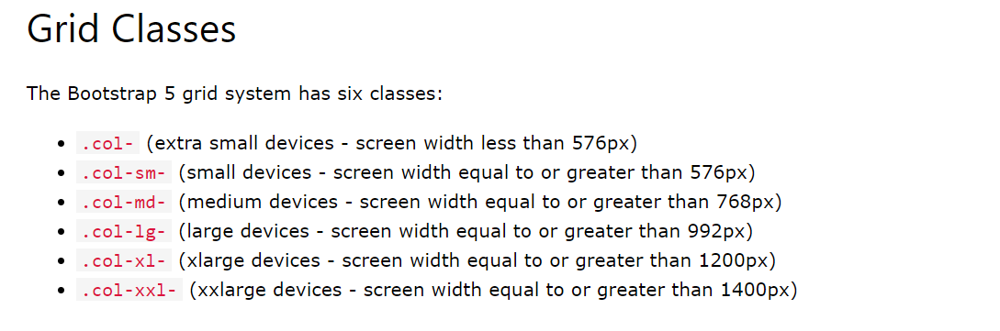 Grid Classes
The Bootstrap 5 grid system has six classes:
• .col- (extra small devices - screen width less than 576px)
• .col-sm- (small devices - screen width equal to or greater than 576px)
• .col-md- (medium devices - screen width equal to or greater than 768px)
• .col-lg- (large devices - screen width equal to or greater than 992px)
• .col-xl- (xlarge devices - screen width equal to or greater than 1200px)
• .col-xxl- (xxlarge devices - screen width equal to or greater than 1400px)